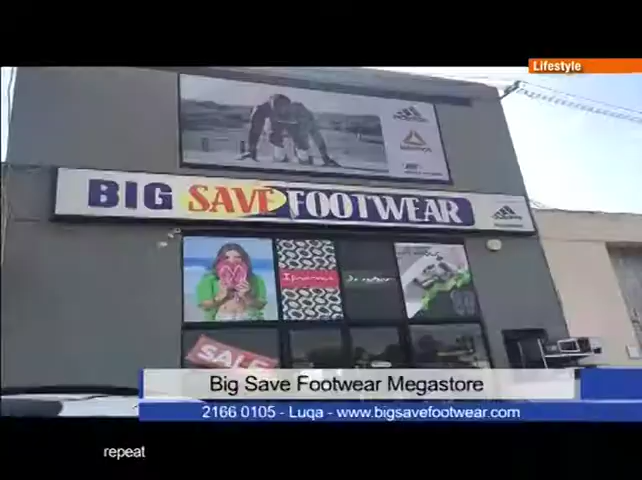 Lifestyle
adidas
Reebok
BIG SAVE FOOTWEAR
adidas
Ipanema
SALE
Big Save Footwear Megastore
2166 0105 - Luqa - www.bigsavefootwear.com
repeat